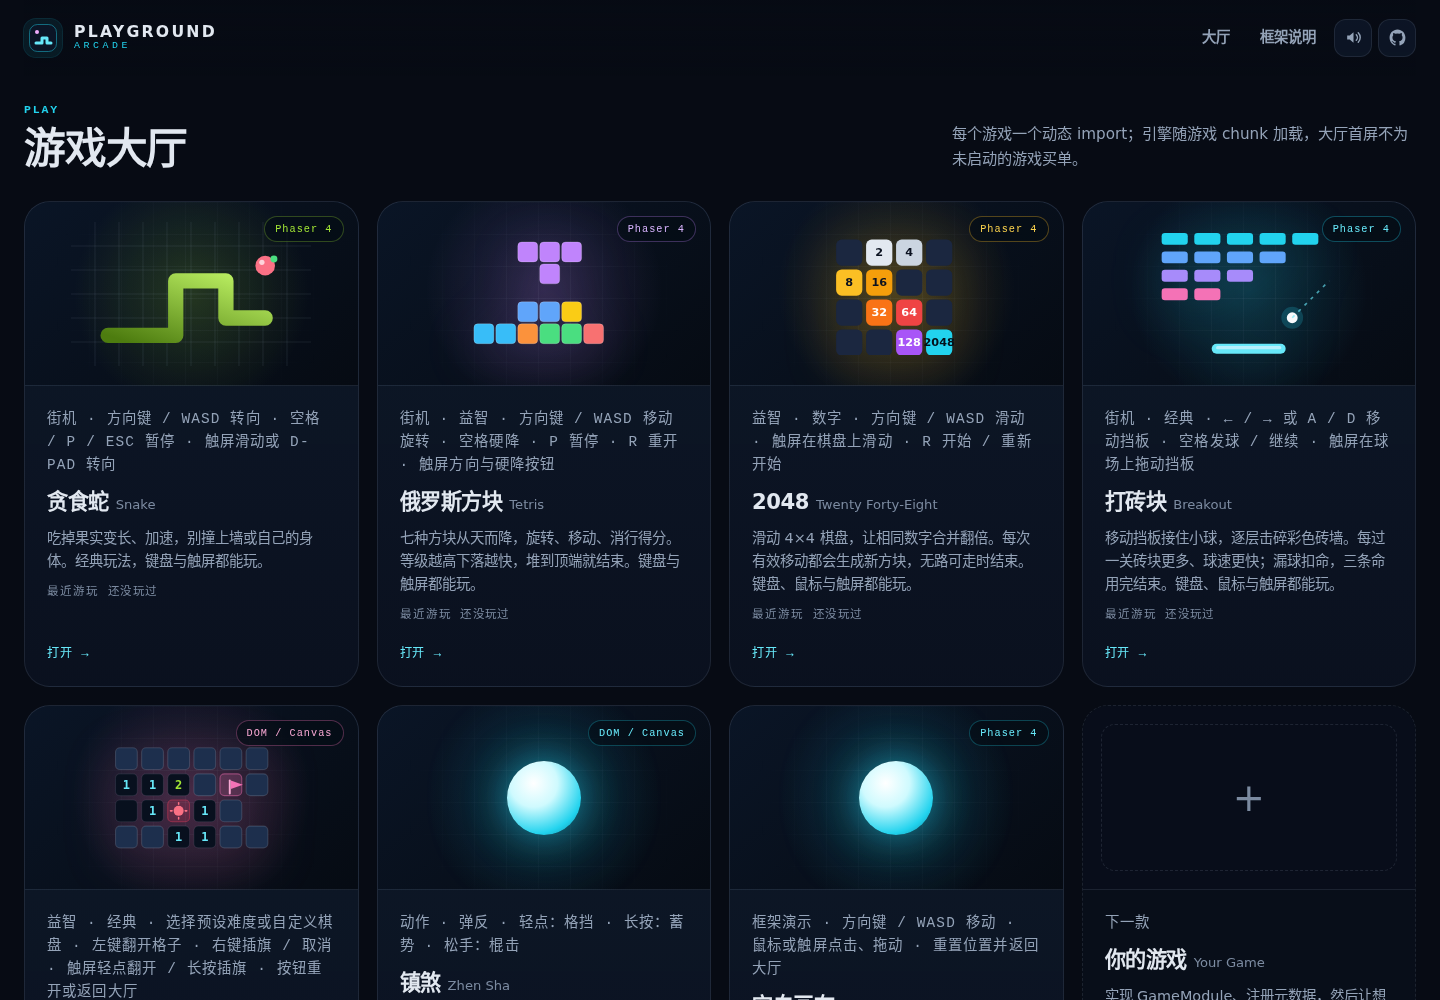 PLAYGROUND
ARCADE
大厅
框架说明
PLAY
游戏大厅
每个游戏一个动态 import；引擎随游戏 chunk 加载，大厅首屏不为
未启动的游戏买单。
Phaser 4
街机 · 方向键 / WASD 转向 · 空格
/ P / ESC 暂停 · 触屏滑动或 D-
PAD 转向
贪食蛇 Snake
吃掉果实变长、加速，别撞上墙或自己的身
体。经典玩法，键盘与触屏都能玩。
最近游玩 还没玩过
打开 →
Phaser 4
街机 · 益智 · 方向键 / WASD 移动
旋转 · 空格硬降 · P 暂停 · R 重开
· 触屏方向与硬降按钮
俄罗斯方块 Tetris
七种方块从天而降，旋转、移动、消行得分。
等级越高下落越快，堆到顶端就结束。键盘与
触屏都能玩。
最近游玩 还没玩过
打开 →
Phaser 4
2 4
8 16
32 64
128 2048
益智 · 数字 · 方向键 / WASD 滑动
· 触屏在棋盘上滑动 · R 开始 / 重新
开始
2048 Twenty Forty-Eight
滑动 4×4 棋盘，让相同数字合并翻倍。每次
有效移动都会生成新方块，无路可走时结束。
键盘、鼠标与触屏都能玩。
最近游玩 还没玩过
打开 →
Phaser 4
街机 · 经典 · ← / → 或 A / D 移
动挡板 · 空格发球 / 继续 · 触屏在球
场上拖动挡板
打砖块 Breakout
移动挡板接住小球，逐层击碎彩色砖墙。每过
一关砖块更多、球速更快；漏球扣命，三条命
用完结束。键盘、鼠标与触屏都能玩。
最近游玩 还没玩过
打开 →
DOM / Canvas
1 1 2
1 1
1 1
益智 · 经典 · 选择预设难度或自定义棋
盘 · 左键翻开格子 · 右键插旗 / 取消
· 触屏轻点翻开 / 长按插旗 · 按钮重
开或返回大厅
DOM / Canvas
动作 · 弹反 · 轻点：格挡 · 长按：蓄
势 · 松手：棍击
镇煞 Zhen Sha
Phaser 4
框架演示 · 方向键 / WASD 移动 ·
鼠标或触屏点击、拖动 · 重置位置并返回
大厅
+
下一款
你的游戏 Your Game
实现 GameModule、注册元数据，然后让想